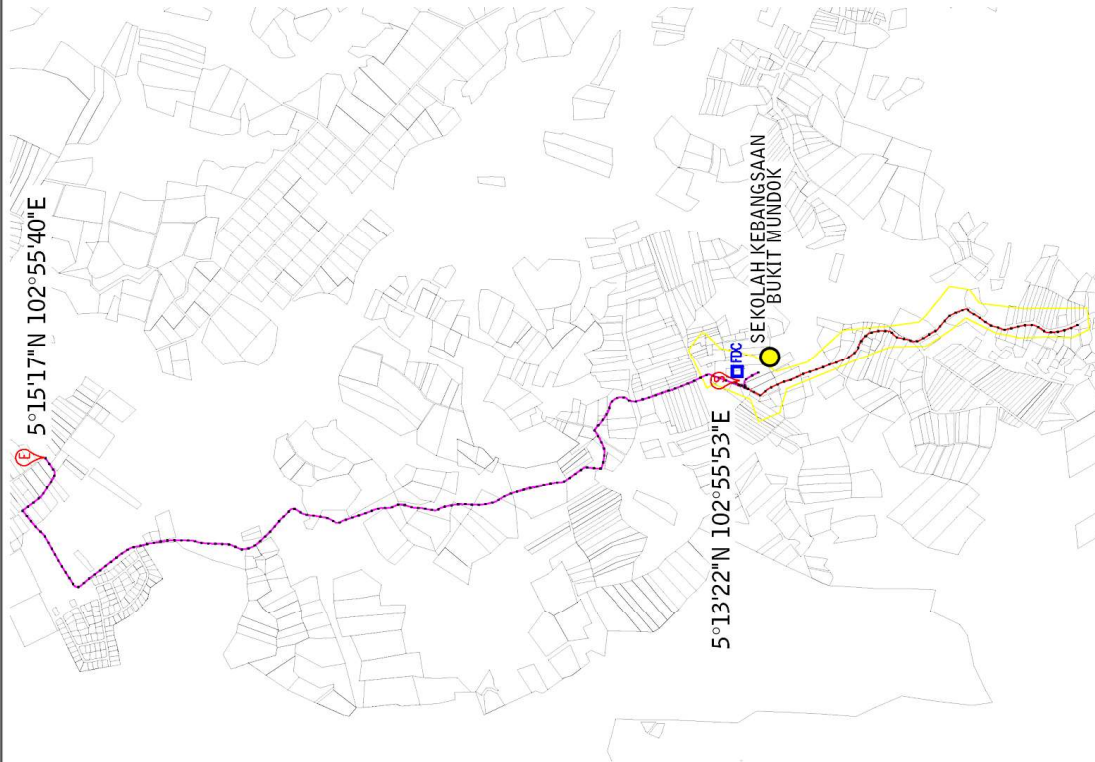 5°15'17"N 102°55'40"E
E
SEKOLAH KEBANGSAAN
BUKIT MUNDOK
FDC
S
5°13'22"N 102°55'53"E